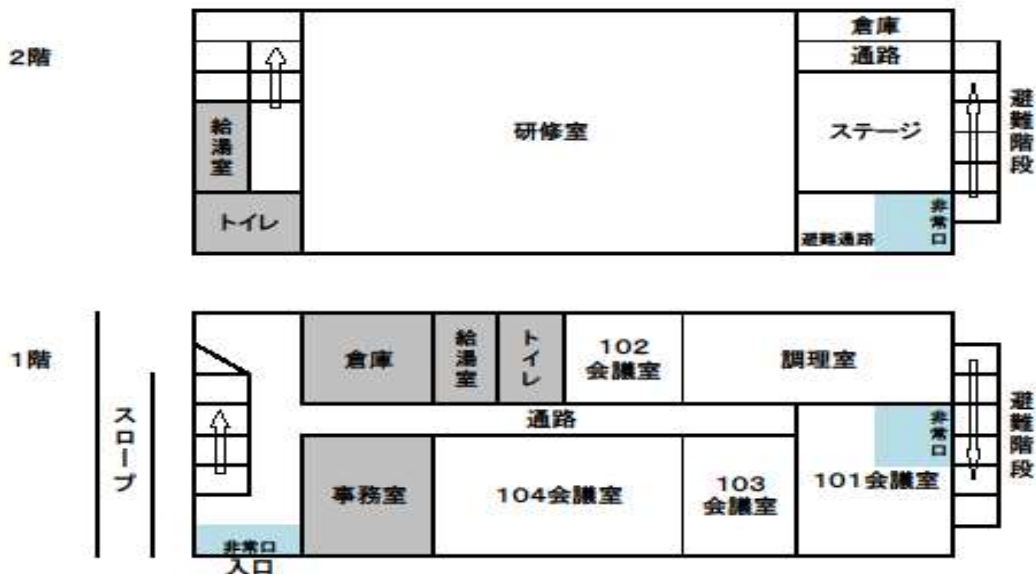 2階
倉庫
通路
給湯室
研修室
ステージ
避難階段
トイレ
避難通路
非常口
1階
倉庫
給湯室
トイレ
102
会議室
調理室
スロープ
通路
非常口
避難階段
事務室
104会議室
103
会議室
101会議室
非常口
入口